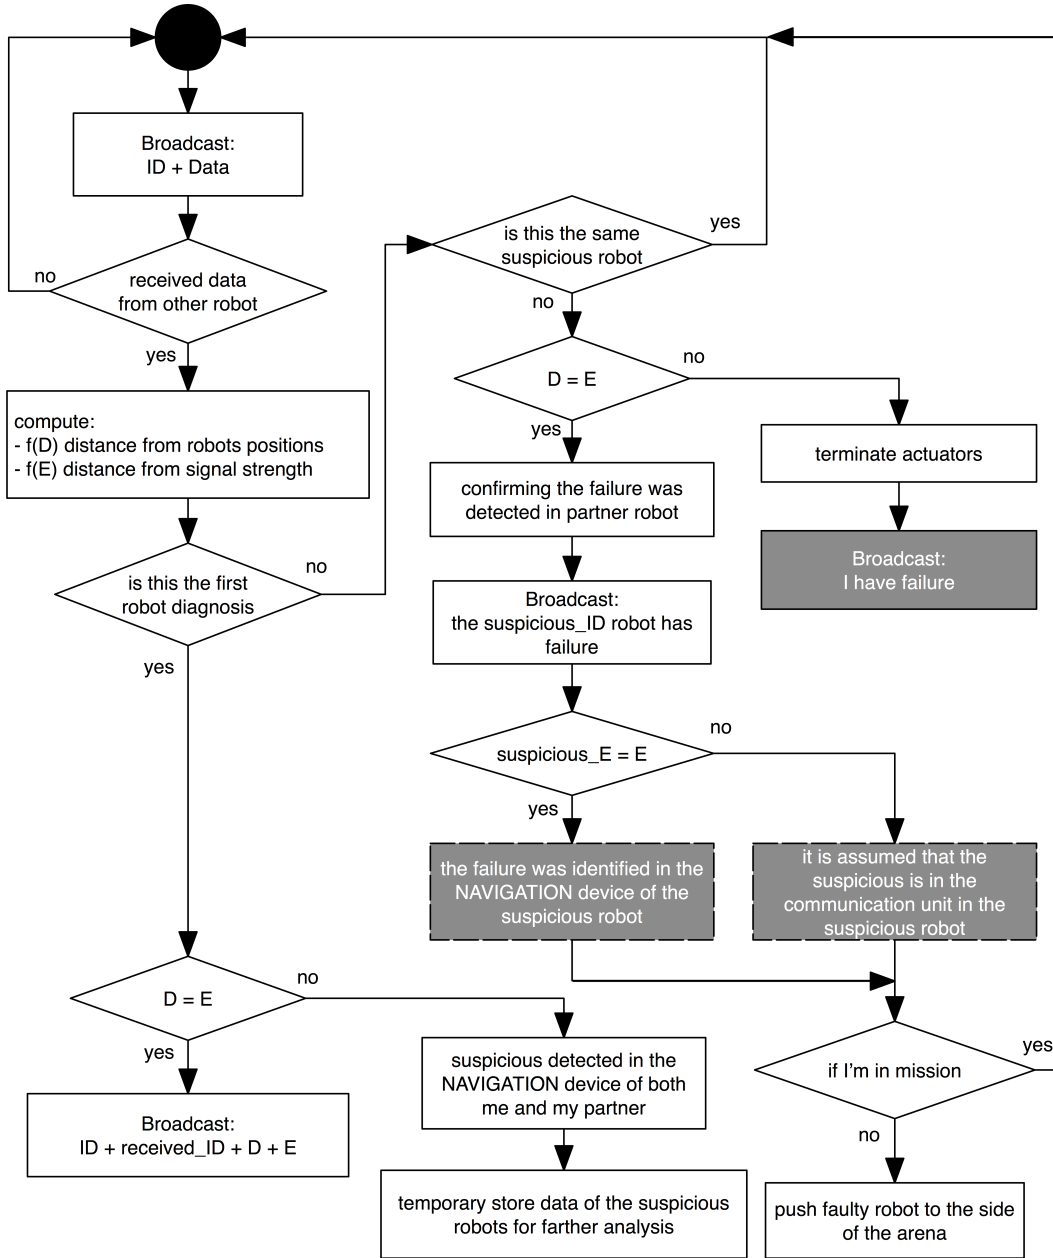 Broadcast:
ID + Data
received data
from other robot
no
yes
compute:
- f(D) distance from robots positions
- f(E) distance from signal strength
is this the first
robot diagnosis
no
yes
D = E
no
yes
Broadcast:
ID + received_ID + D + E
suspicious detected in the
NAVIGATION device of both
me and my partner
temporary store data of the suspicious
robots for farther analysis
is this the same
suspicious robot
yes
no
D = E
no
yes
terminate actuators
Broadcast:
I have failure
confirming the failure was
detected in partner robot
Broadcast:
the suspicious_ID robot has
failure
suspicious_E = E
no
yes
the failure was identified in the
NAVIGATION device of the
suspicious robot
it is assumed that the
suspicious is in the
communication unit in the
suspicious robot
if I'm in mission
yes
no
push faulty robot to the side
of the arena